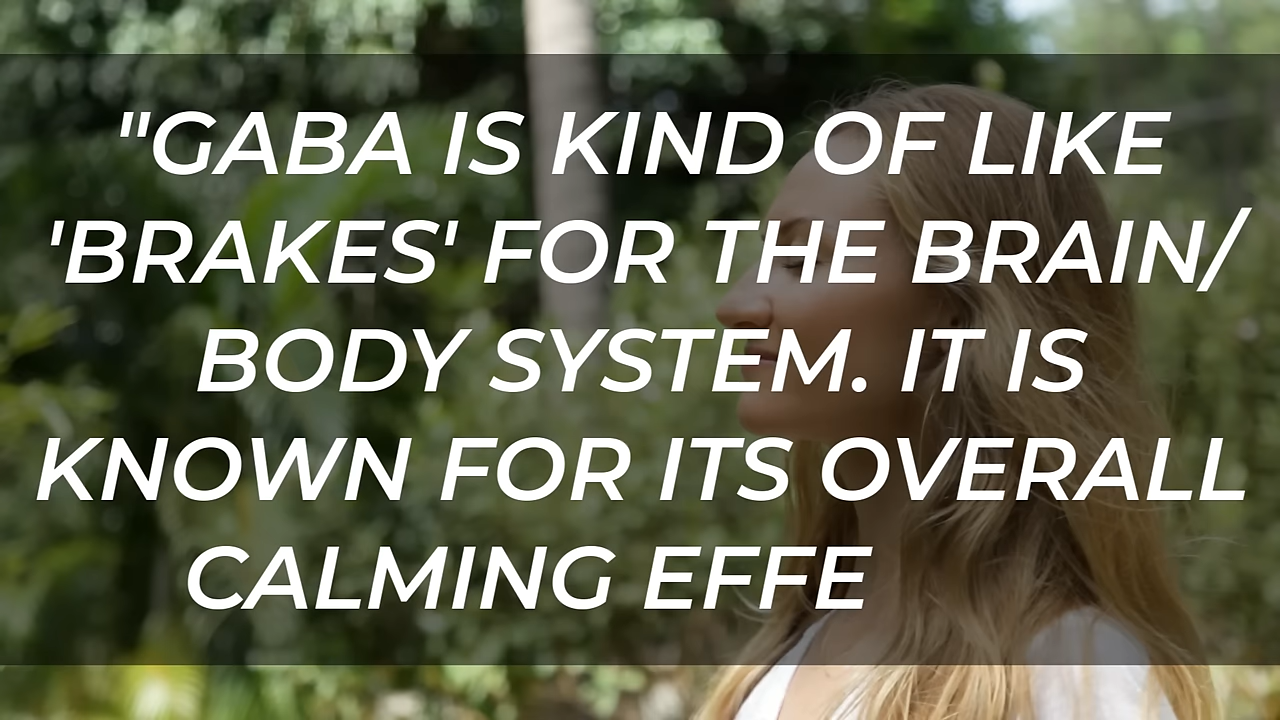 "GABA IS KIND OF LIKE
'BRAKES' FOR THE BRAIN/
BODY SYSTEM. IT IS
KNOWN FOR ITS OVERALL
CALMING EFFE